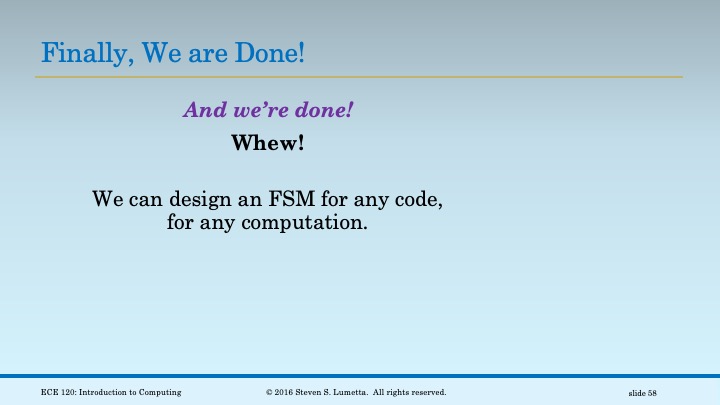 Finally, We are Done!
And we’re done!
Whew!
We can design an FSM for any code,
for any computation.
ECE 120: Introduction to Computing
© 2016 Steven S. Lumetta.  All rights reserved.
slide 58